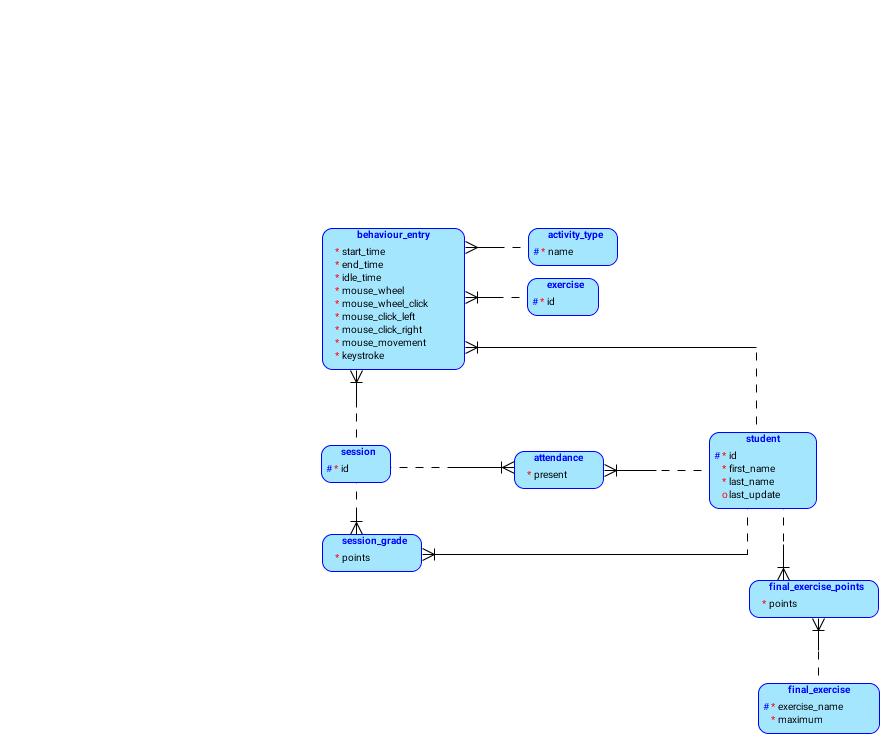 behaviour_entry
* start_time
* end_time
* idle_time
* mouse_wheel
* mouse_wheel_click
* mouse_click_left
* mouse_click_right
* mouse_movement
* keystroke
activity_type
# * name
exercise
# * id
session
# * id
attendance
* present
student
# * id
* first_name
* last_name
o last_update
session_grade
* points
final_exercise_points
* points
final_exercise
# * exercise_name
* maximum